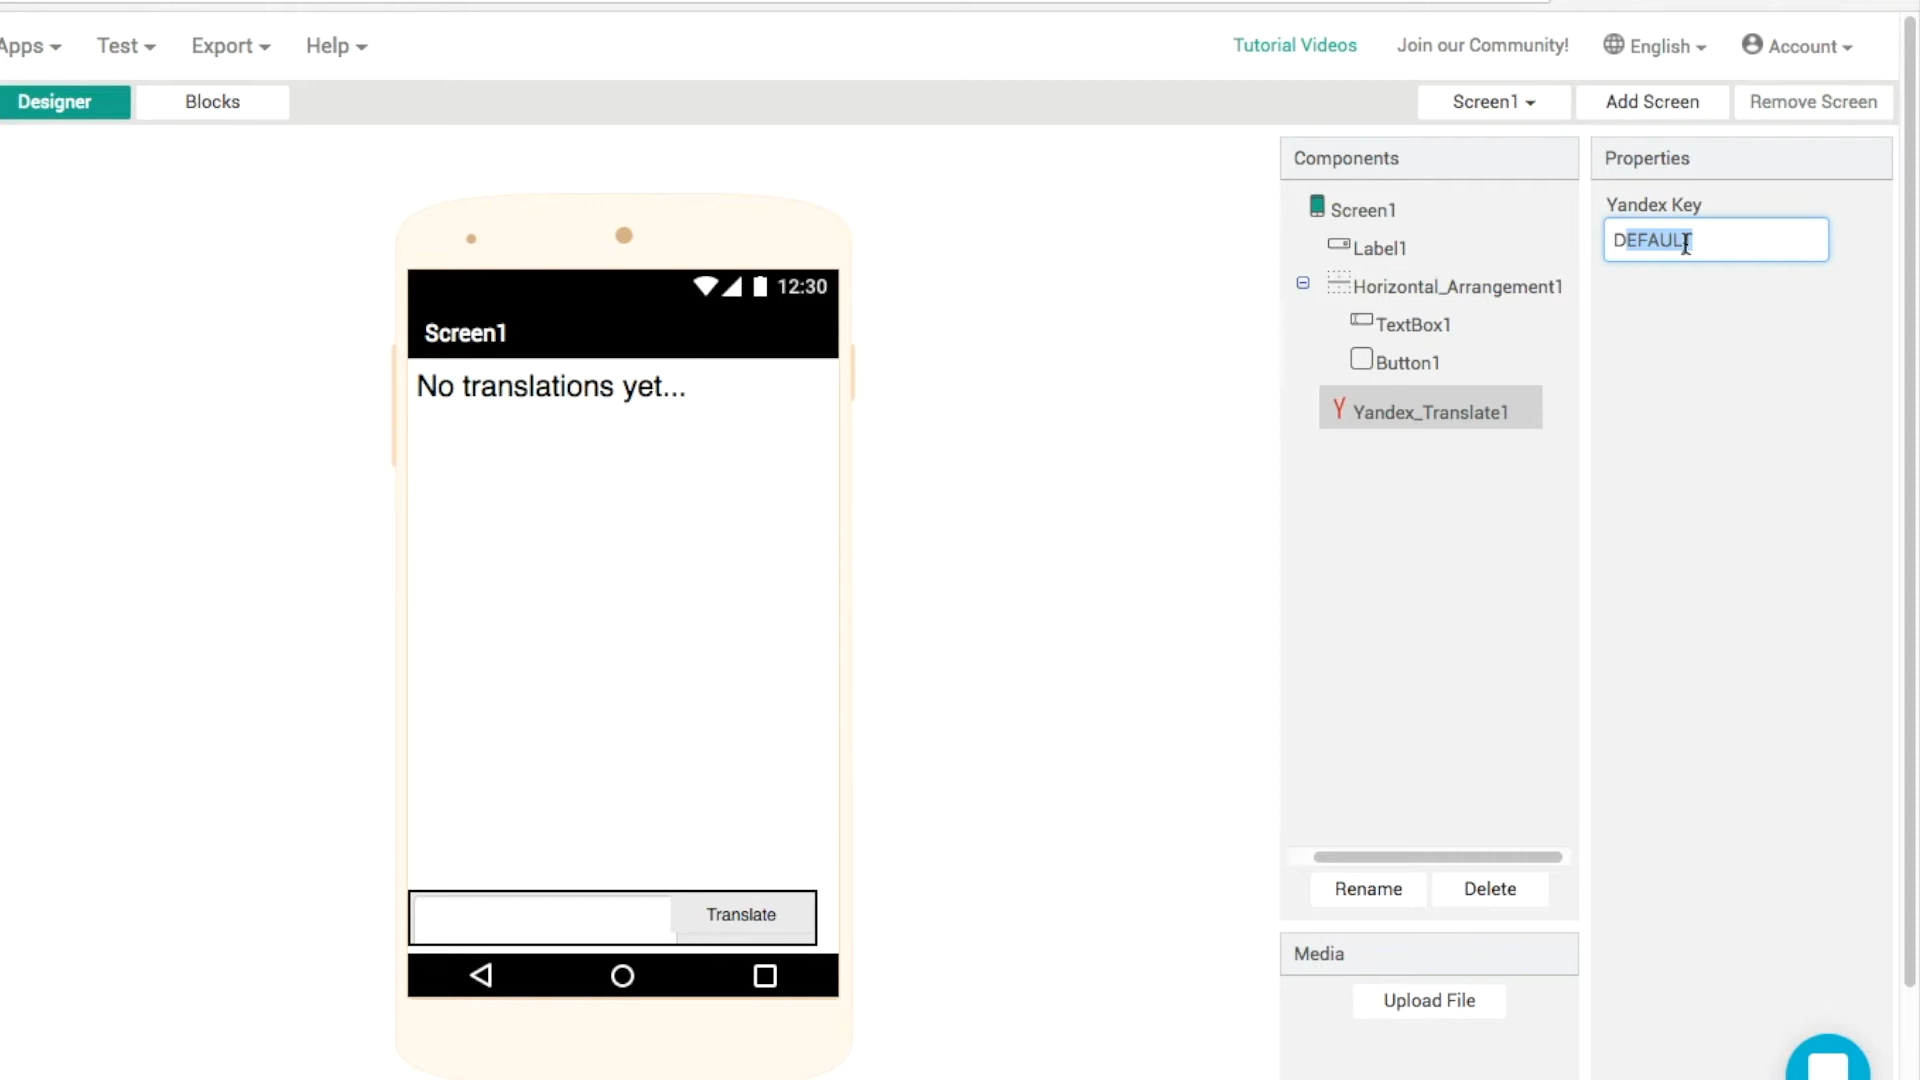 Apps Test Export Help Tutorial Videos Join our Community! English Account
Designer Blocks Screen1 Add Screen Remove Screen
Components
Screen1
Label1
Horizontal_Arrangement1
TextBox1
Button1
Yandex_Translate1
Rename Delete
Media
Upload File
Properties
Yandex Key
DEFAULT
12:30
Screen1
No translations yet...
Translate